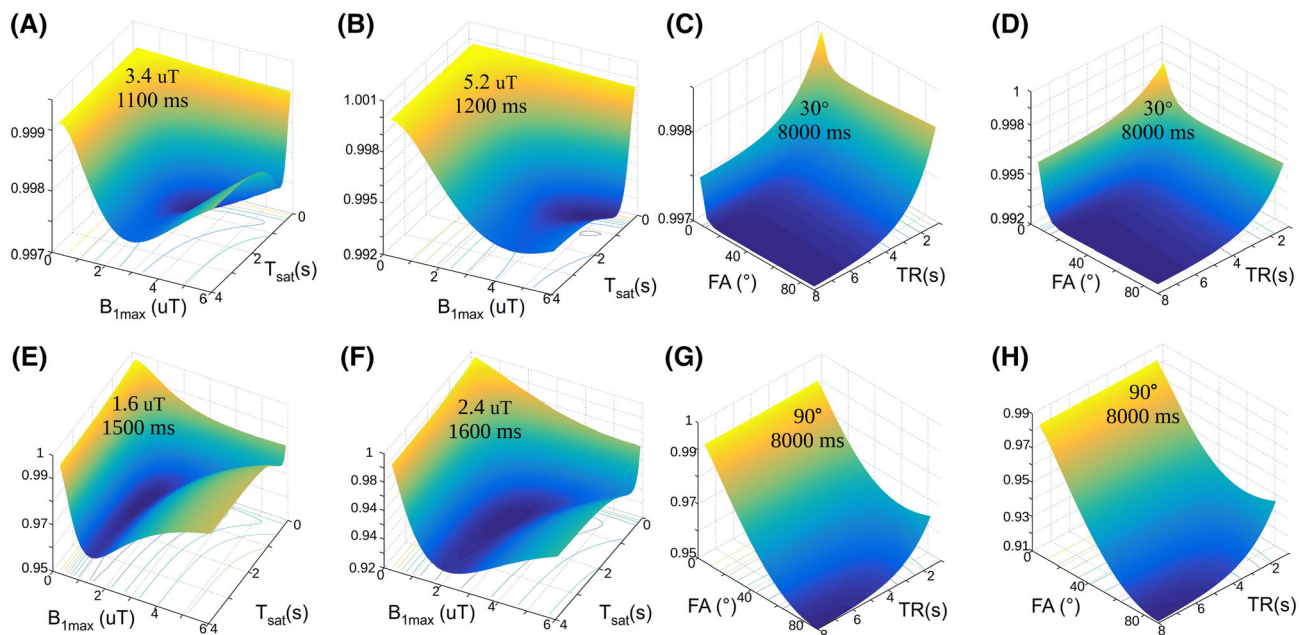 (A)
3.4 uT
1100 ms
0.999
0.998
0.997
0
2
4
6
4
2
0
B1max (uT)
Tsat(s)
(B)
5.2 uT
1200 ms
1.001
0.998
0.995
0.992
0
2
4
6
4
2
0
B1max (uT)
Tsat(s)
(C)
30°
8000 ms
0.998
0.997
0
40
80
8
6
4
2
FA (°)
TR(s)
(D)
30°
8000 ms
1
0.998
0.995
0.992
0
40
80
8
6
4
2
FA (°)
TR(s)
(E)
1.6 uT
1500 ms
1
0.99
0.97
0.95
0
2
4
6
4
2
0
B1max (uT)
Tsat(s)
(F)
2.4 uT
1600 ms
1
0.98
0.96
0.94
0.92
0
2
4
6
4
2
0
B1max (uT)
Tsat(s)
(G)
90°
8000 ms
1
0.99
0.97
0.95
0
40
80
8
6
4
2
FA (°)
TR(s)
(H)
90°
8000 ms
0.99
0.97
0.95
0.93
0.91
0
40
80
8
6
4
2
FA (°)
TR(s)